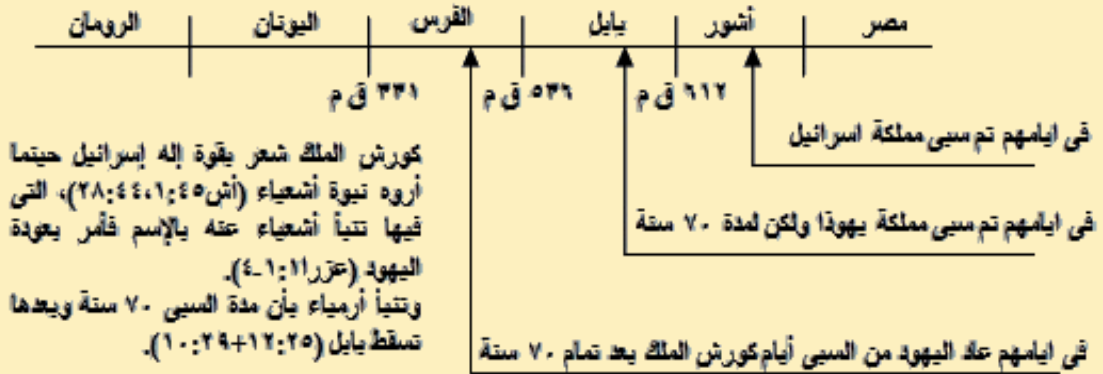 مصر أشور بابل الفرس اليونان الرومان
٦١٢ ق م ٥٣٦ ق م ٣٣١ ق م
فى ايامهم تم سبى مملكة اسرائيل
فى ايامهم تم سبى مملكة يهوذا ولكن لمدة ٧٠ سنة
فى ايامهم عاد اليهود من السبى أيام كورش الملك بعد تمام ٧٠ سنة
كورش الملك شعر بقوة إله إسرائيل حينما
أروه نبوة أشعياء (أش٢٨:٤٤،١:٤٥)، التى
فيها تنبأ أشعياء عنه بالإسم فأمر بعودة
اليهود (عزرا١:١-٤).
وتنبأ أرمياء بأن مدة السبى ٧٠ سنة وبعدها
تسقط بابل (١٢:٢٥+١٠:٢٩).